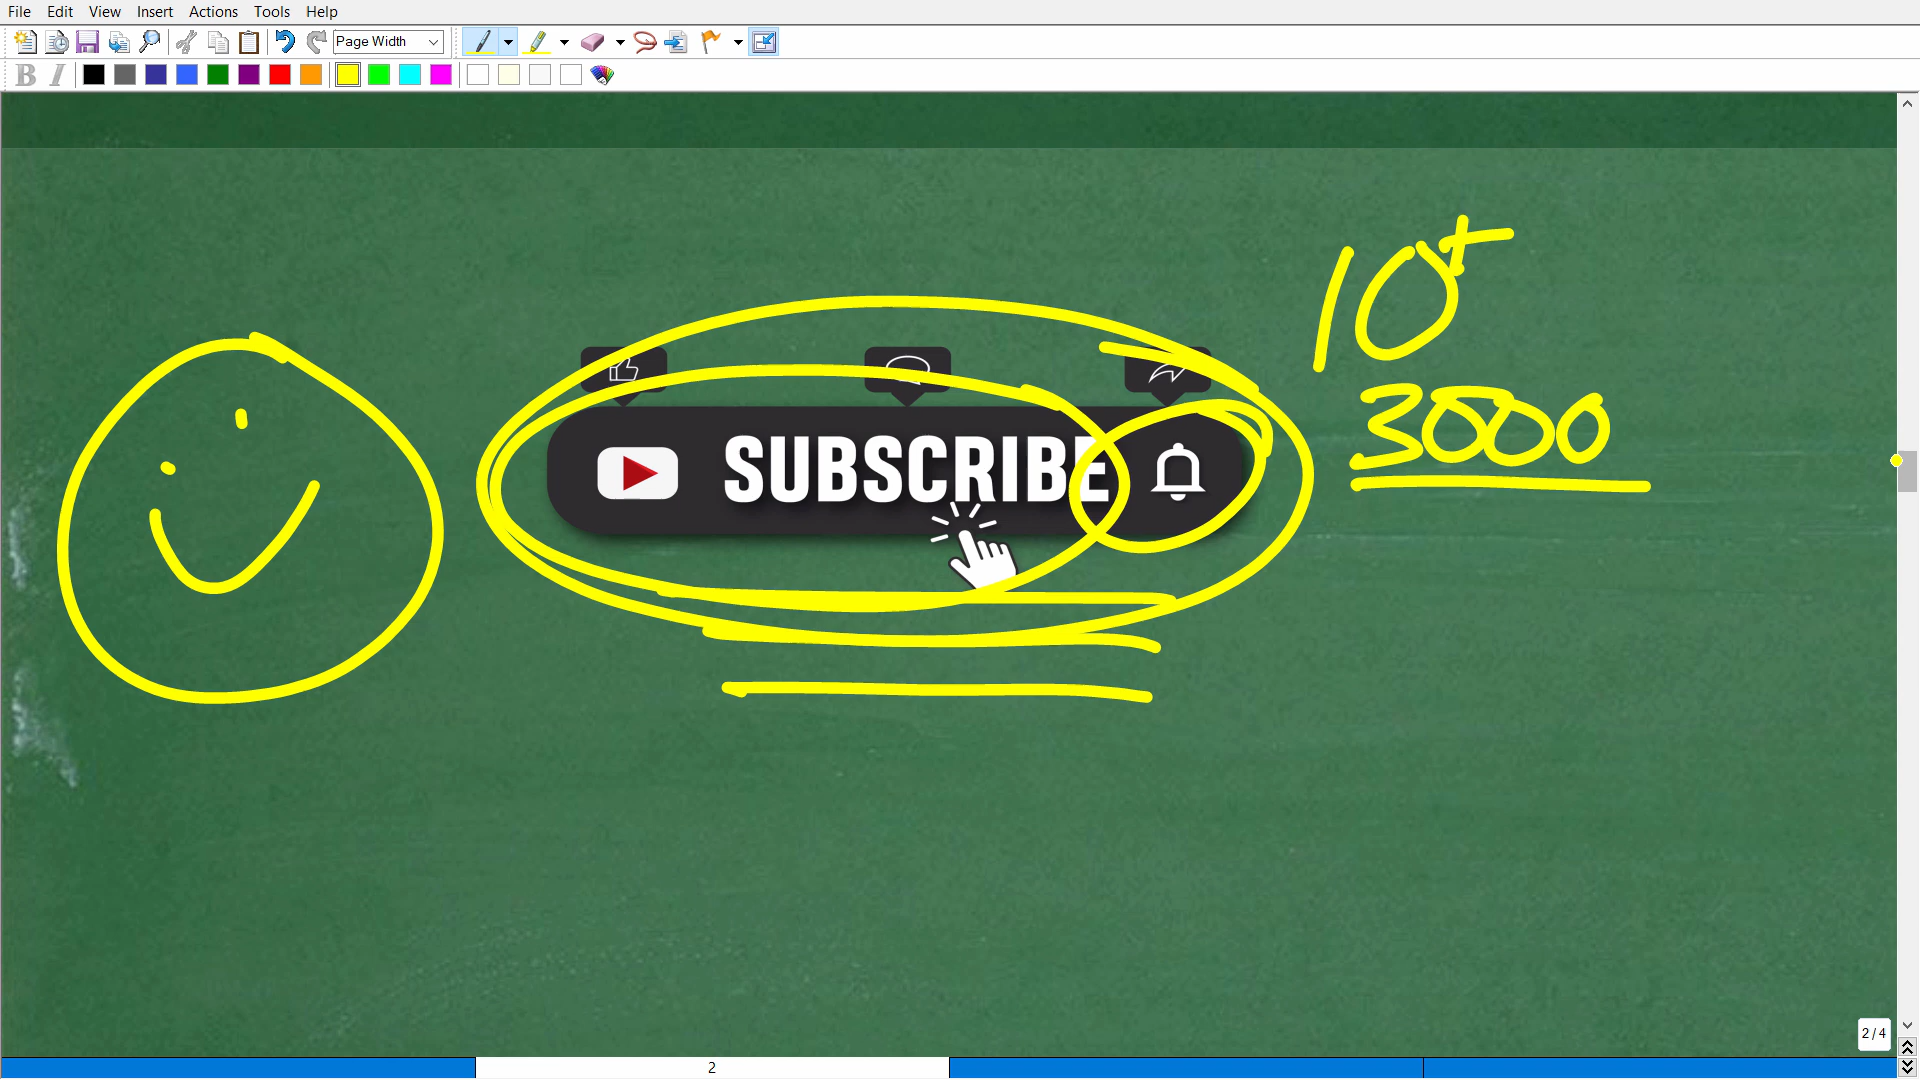 File Edit View Insert Actions Tools Help
Page Width
B I
10+
3000
SUBSCRIBE
2 / 4
2